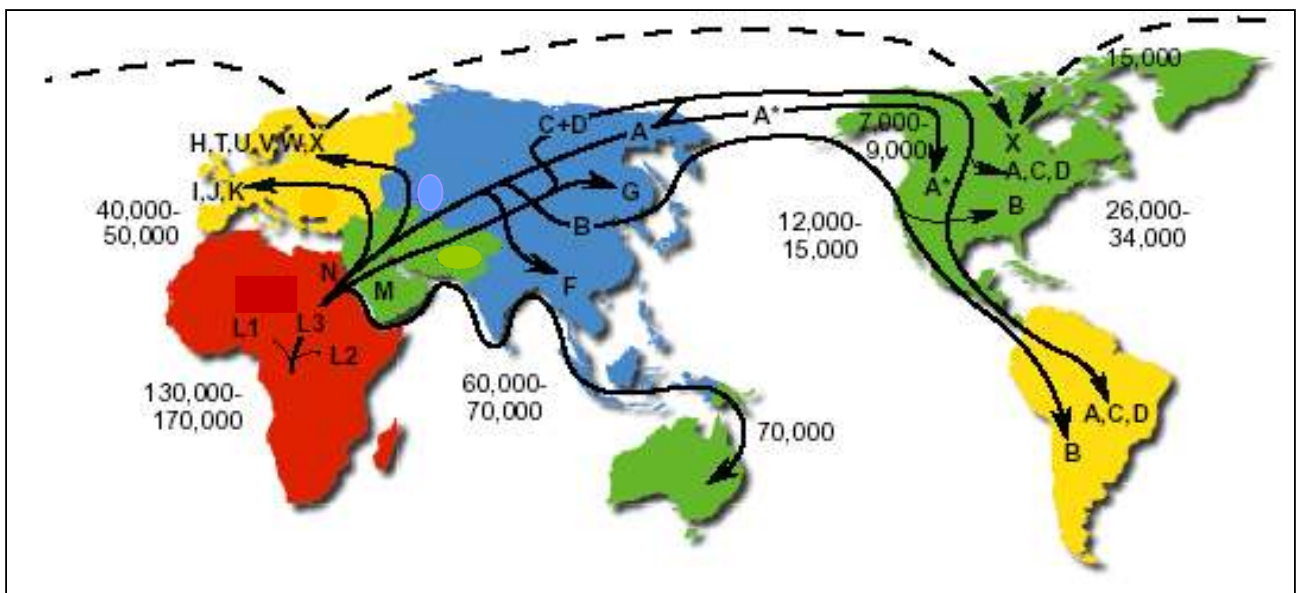 15,000
H,T,U,V,W,X
C+D
A
A*
7,000-
9,000
X
I,J,K
G
A*
A,C,D
40,000-
50,000
B
B
12,000-
15,000
26,000-
34,000
N
M
F
L1
L3
L2
130,000-
170,000
60,000-
70,000
70,000
A,C,D
B